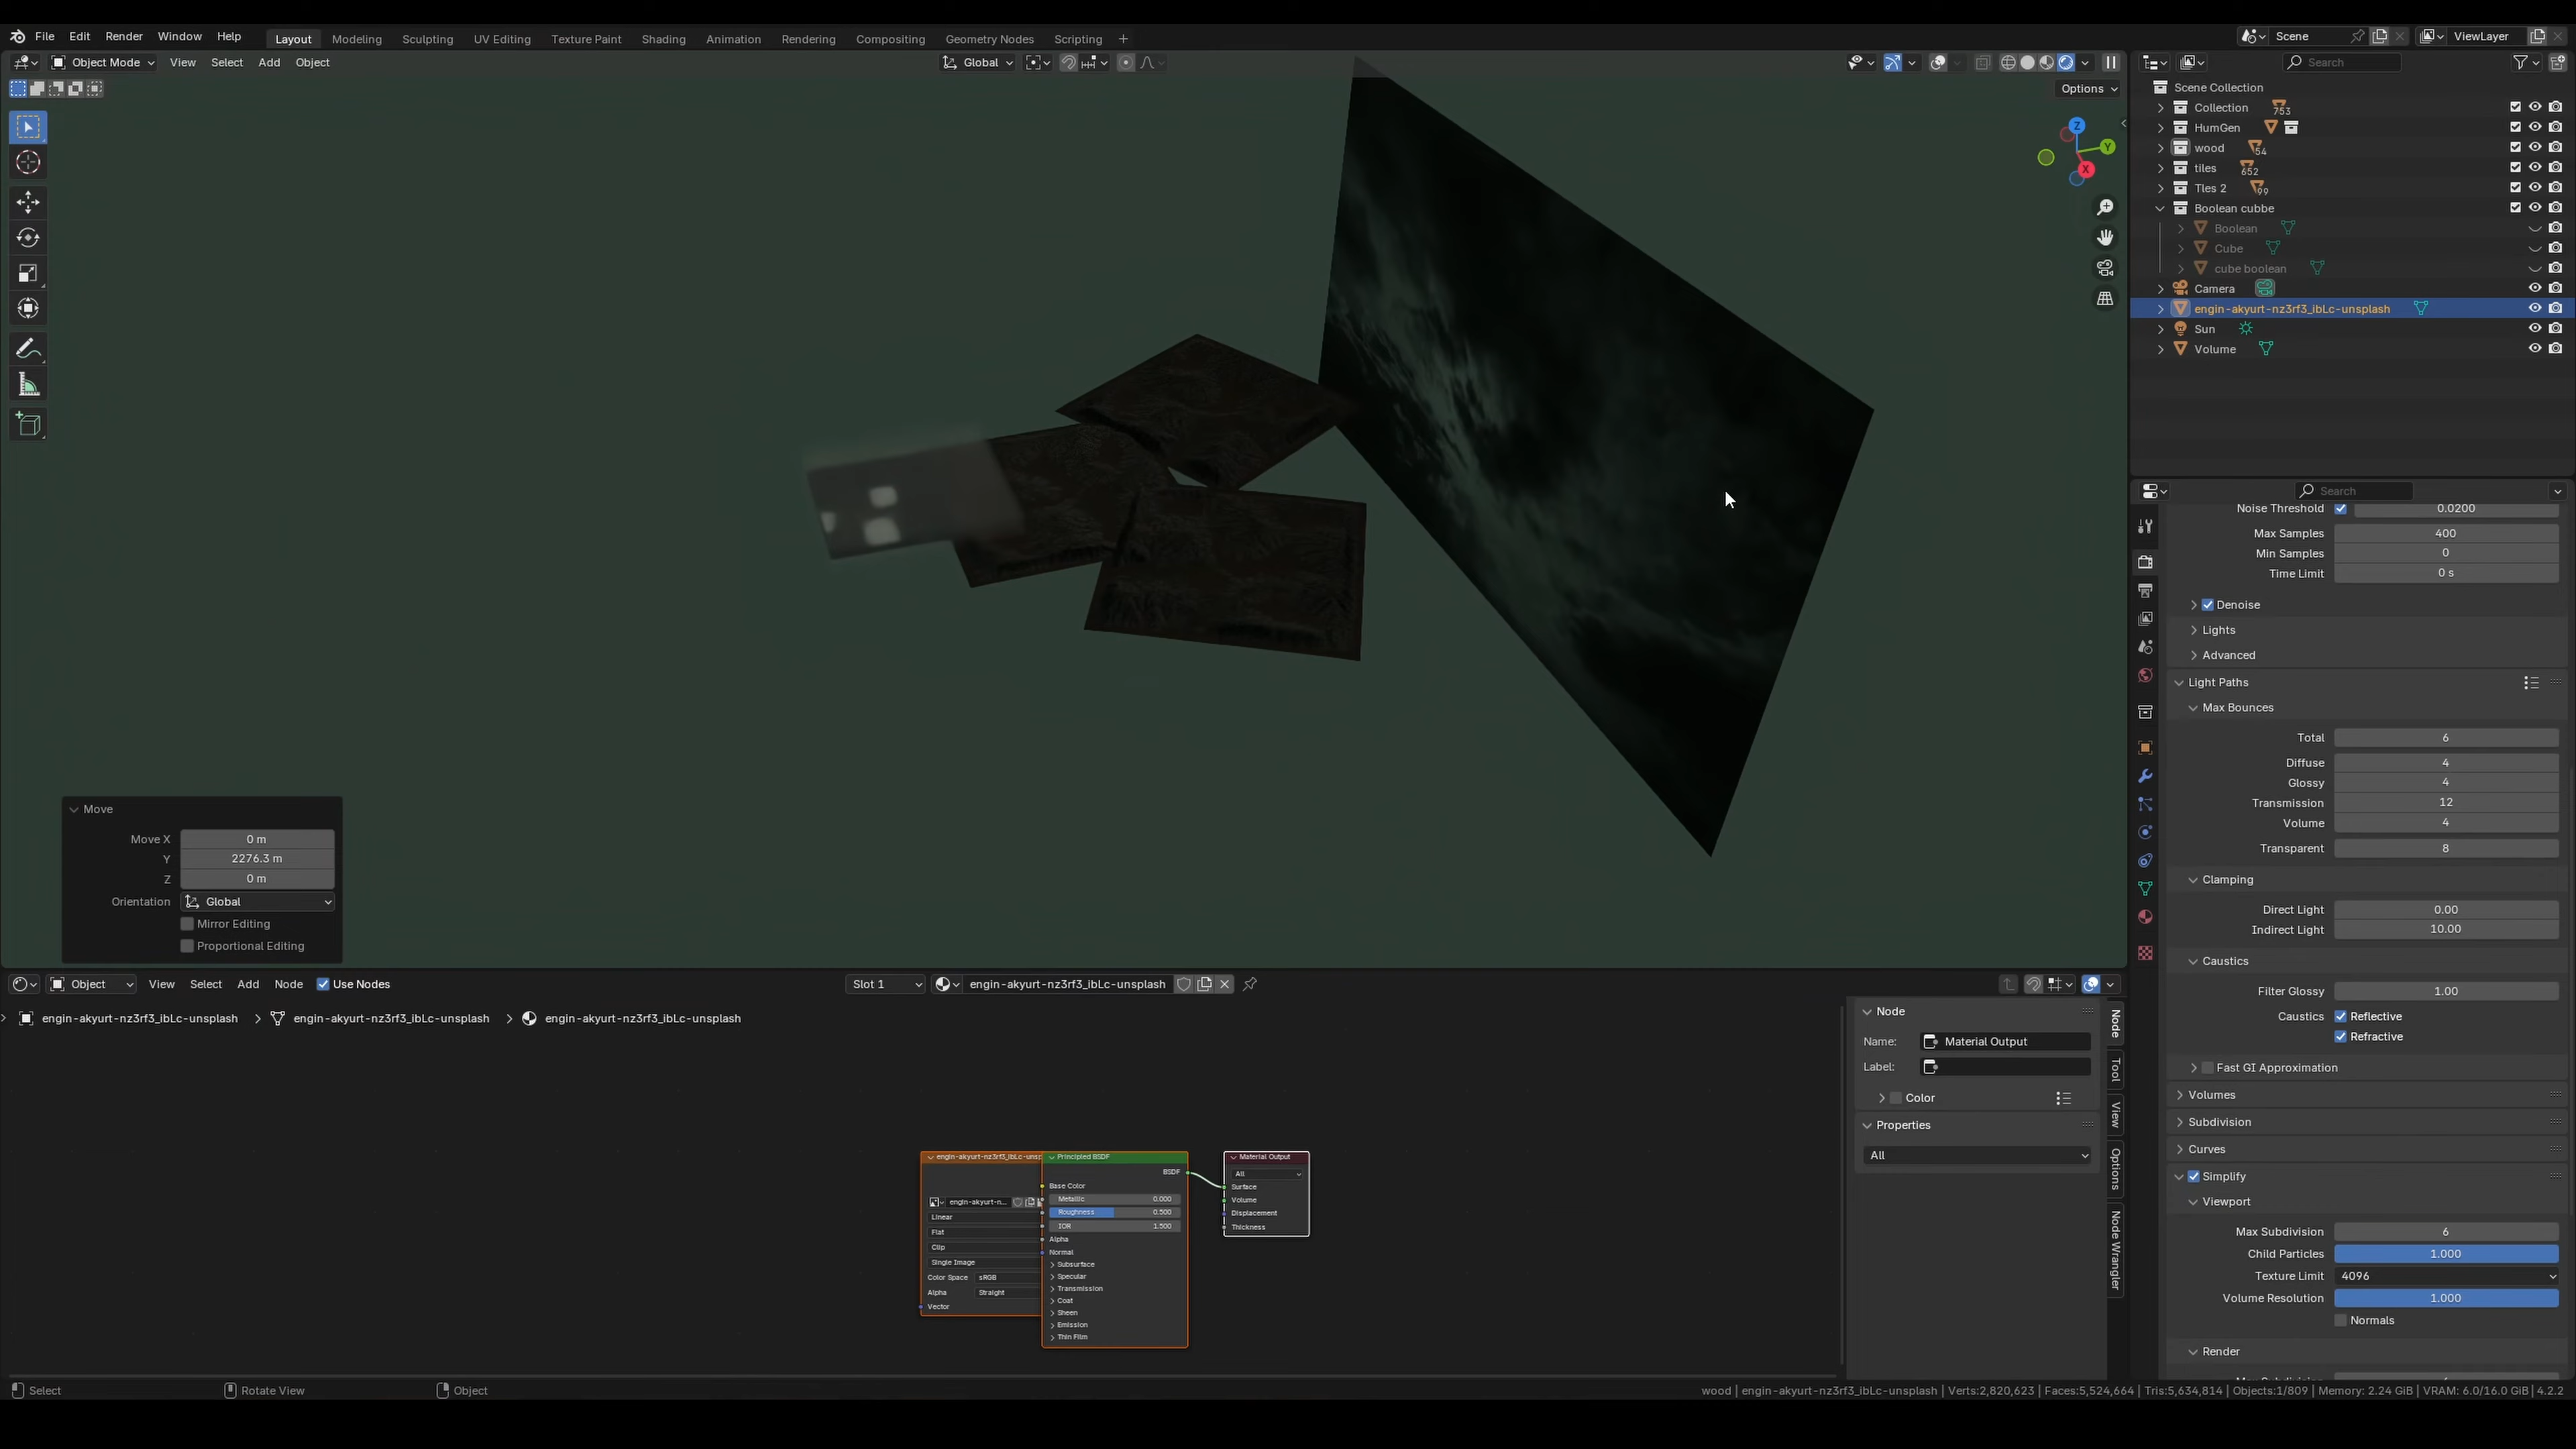 File Edit Render Window Help Layout Modeling Sculpting UV Editing Texture Paint Shading Animation Rendering Compositing Geometry Nodes Scripting + Scene ViewLayer
Object Mode View Select Add Object Global Search
Options
Scene Collection
Collection 753
HumGen
wood 54
tiles 652
Tles 2 99
Boolean cubbe
Boolean
Cube
cube boolean
Camera
engin-akyurt-nz3rf3_ibLc-unsplash
Sun
Volume
Z
Y
X
Search
Noise Threshold 0.0200
Max Samples 400
Min Samples 0
Time Limit 0 s
Denoise
Lights
Advanced
Light Paths
Max Bounces
Total 6
Diffuse 4
Glossy 4
Transmission 12
Volume 4
Transparent 8
Clamping
Direct Light 0.00
Indirect Light 10.00
Caustics
Filter Glossy 1.00
Caustics Reflective
Refractive
Fast GI Approximation
Volumes
Subdivision
Curves
Simplify
Viewport
Max Subdivision 6
Child Particles 1.000
Texture Limit 4096
Volume Resolution 1.000
Normals
Render
Move
Move X 0 m
Y 2276.3 m
Z 0 m
Orientation Global
Mirror Editing
Proportional Editing
Object View Select Add Node Use Nodes Slot 1 engin-akyurt-nz3rf3_ibLc-unsplash
engin-akyurt-nz3rf3_ibLc-unsplash > engin-akyurt-nz3rf3_ibLc-unsplash > engin-akyurt-nz3rf3_ibLc-unsplash
engin-akyurt-nz3rf3_ibLc-uns
engin-akyurt-n...
Linear
Flat
Clip
Single Image
Color Space sRGB
Alpha Straight
Vector
Principled BSDF
BSDF
Base Color
Metallic 0.000
Roughness 0.500
IOR 1.500
Alpha
Normal
Subsurface
Specular
Transmission
Coat
Sheen
Emission
Thin Film
Material Output
All
Surface
Volume
Displacement
Thickness
Node
Name: Material Output
Label:
Color
Properties
All
Node
Tool
View
Options
Node Wrangler
Select Rotate View Object wood | engin-akyurt-nz3rf3_ibLc-unsplash | Verts:2,820,623 | Faces:5,524,664 | Tris:5,634,814 | Objects:1/809 | Memory: 2.24 GiB | VRAM: 6.0/16.0 GiB | 4.2.2